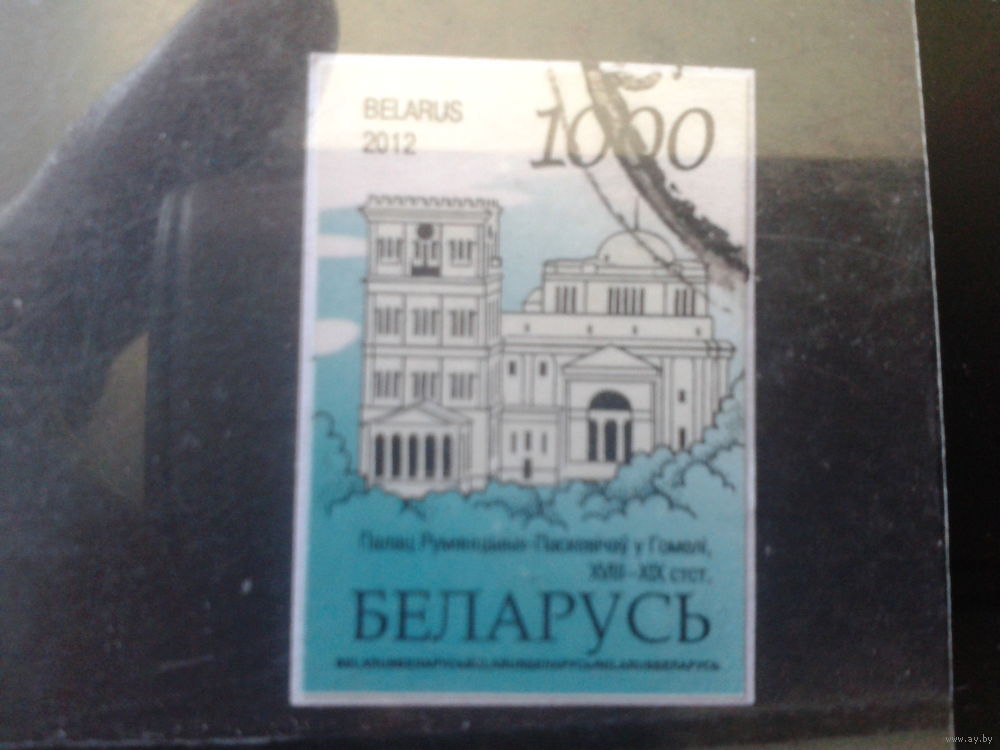 BELARUS
2012
1000
Палац Румянцавых-Паскевічаў у Гомелі,
XVIII-XIX стст.
БЕЛАРУСЬ
www.ay.by